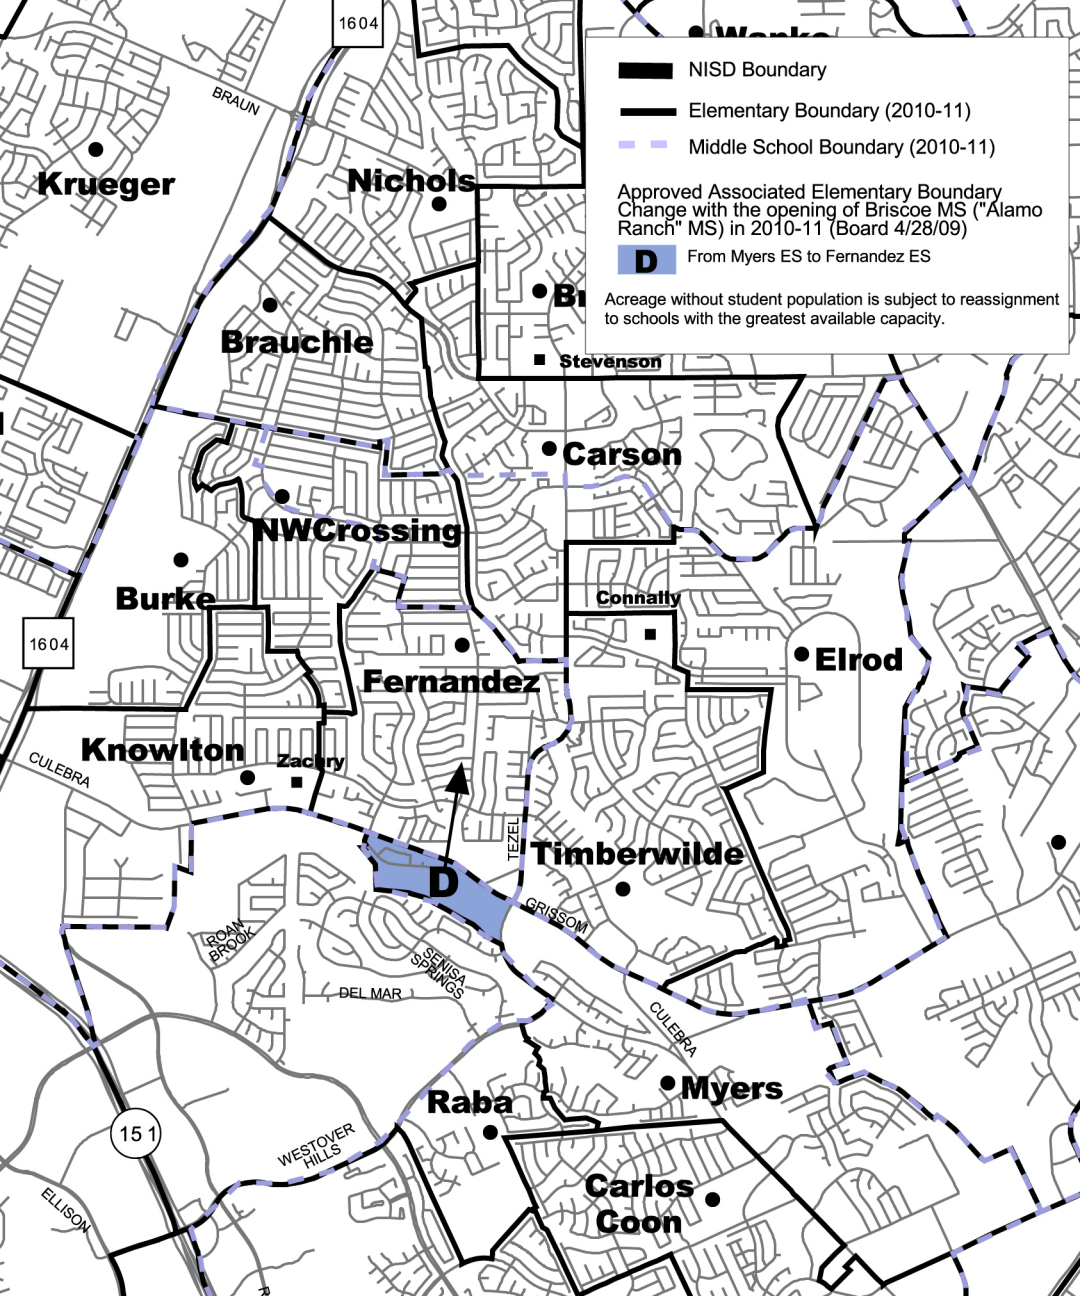 1604
Wanke
NISD Boundary
Elementary Boundary (2010-11)
Middle School Boundary (2010-11)
Approved Associated Elementary Boundary
Change with the opening of Briscoe MS ("Alamo
Ranch" MS) in 2010-11 (Board 4/28/09)
D
From Myers ES to Fernandez ES
Acreage without student population is subject to reassignment
to schools with the greatest available capacity.
BRAUN
Krueger
Nichols
Br
Brauchle
Stevenson
Carson
NWCrossing
Burke
Connally
1604
Elrod
Fernandez
Knowlton
Zachry
CULEBRA
TEZEL
Timberwilde
D
GRISSOM
ROAN
BROOK
SENISA
SPRINGS
DEL MAR
CULEBRA
Myers
Raba
151
WESTOVER
HILLS
Carlos
Coon
ELLISON
R